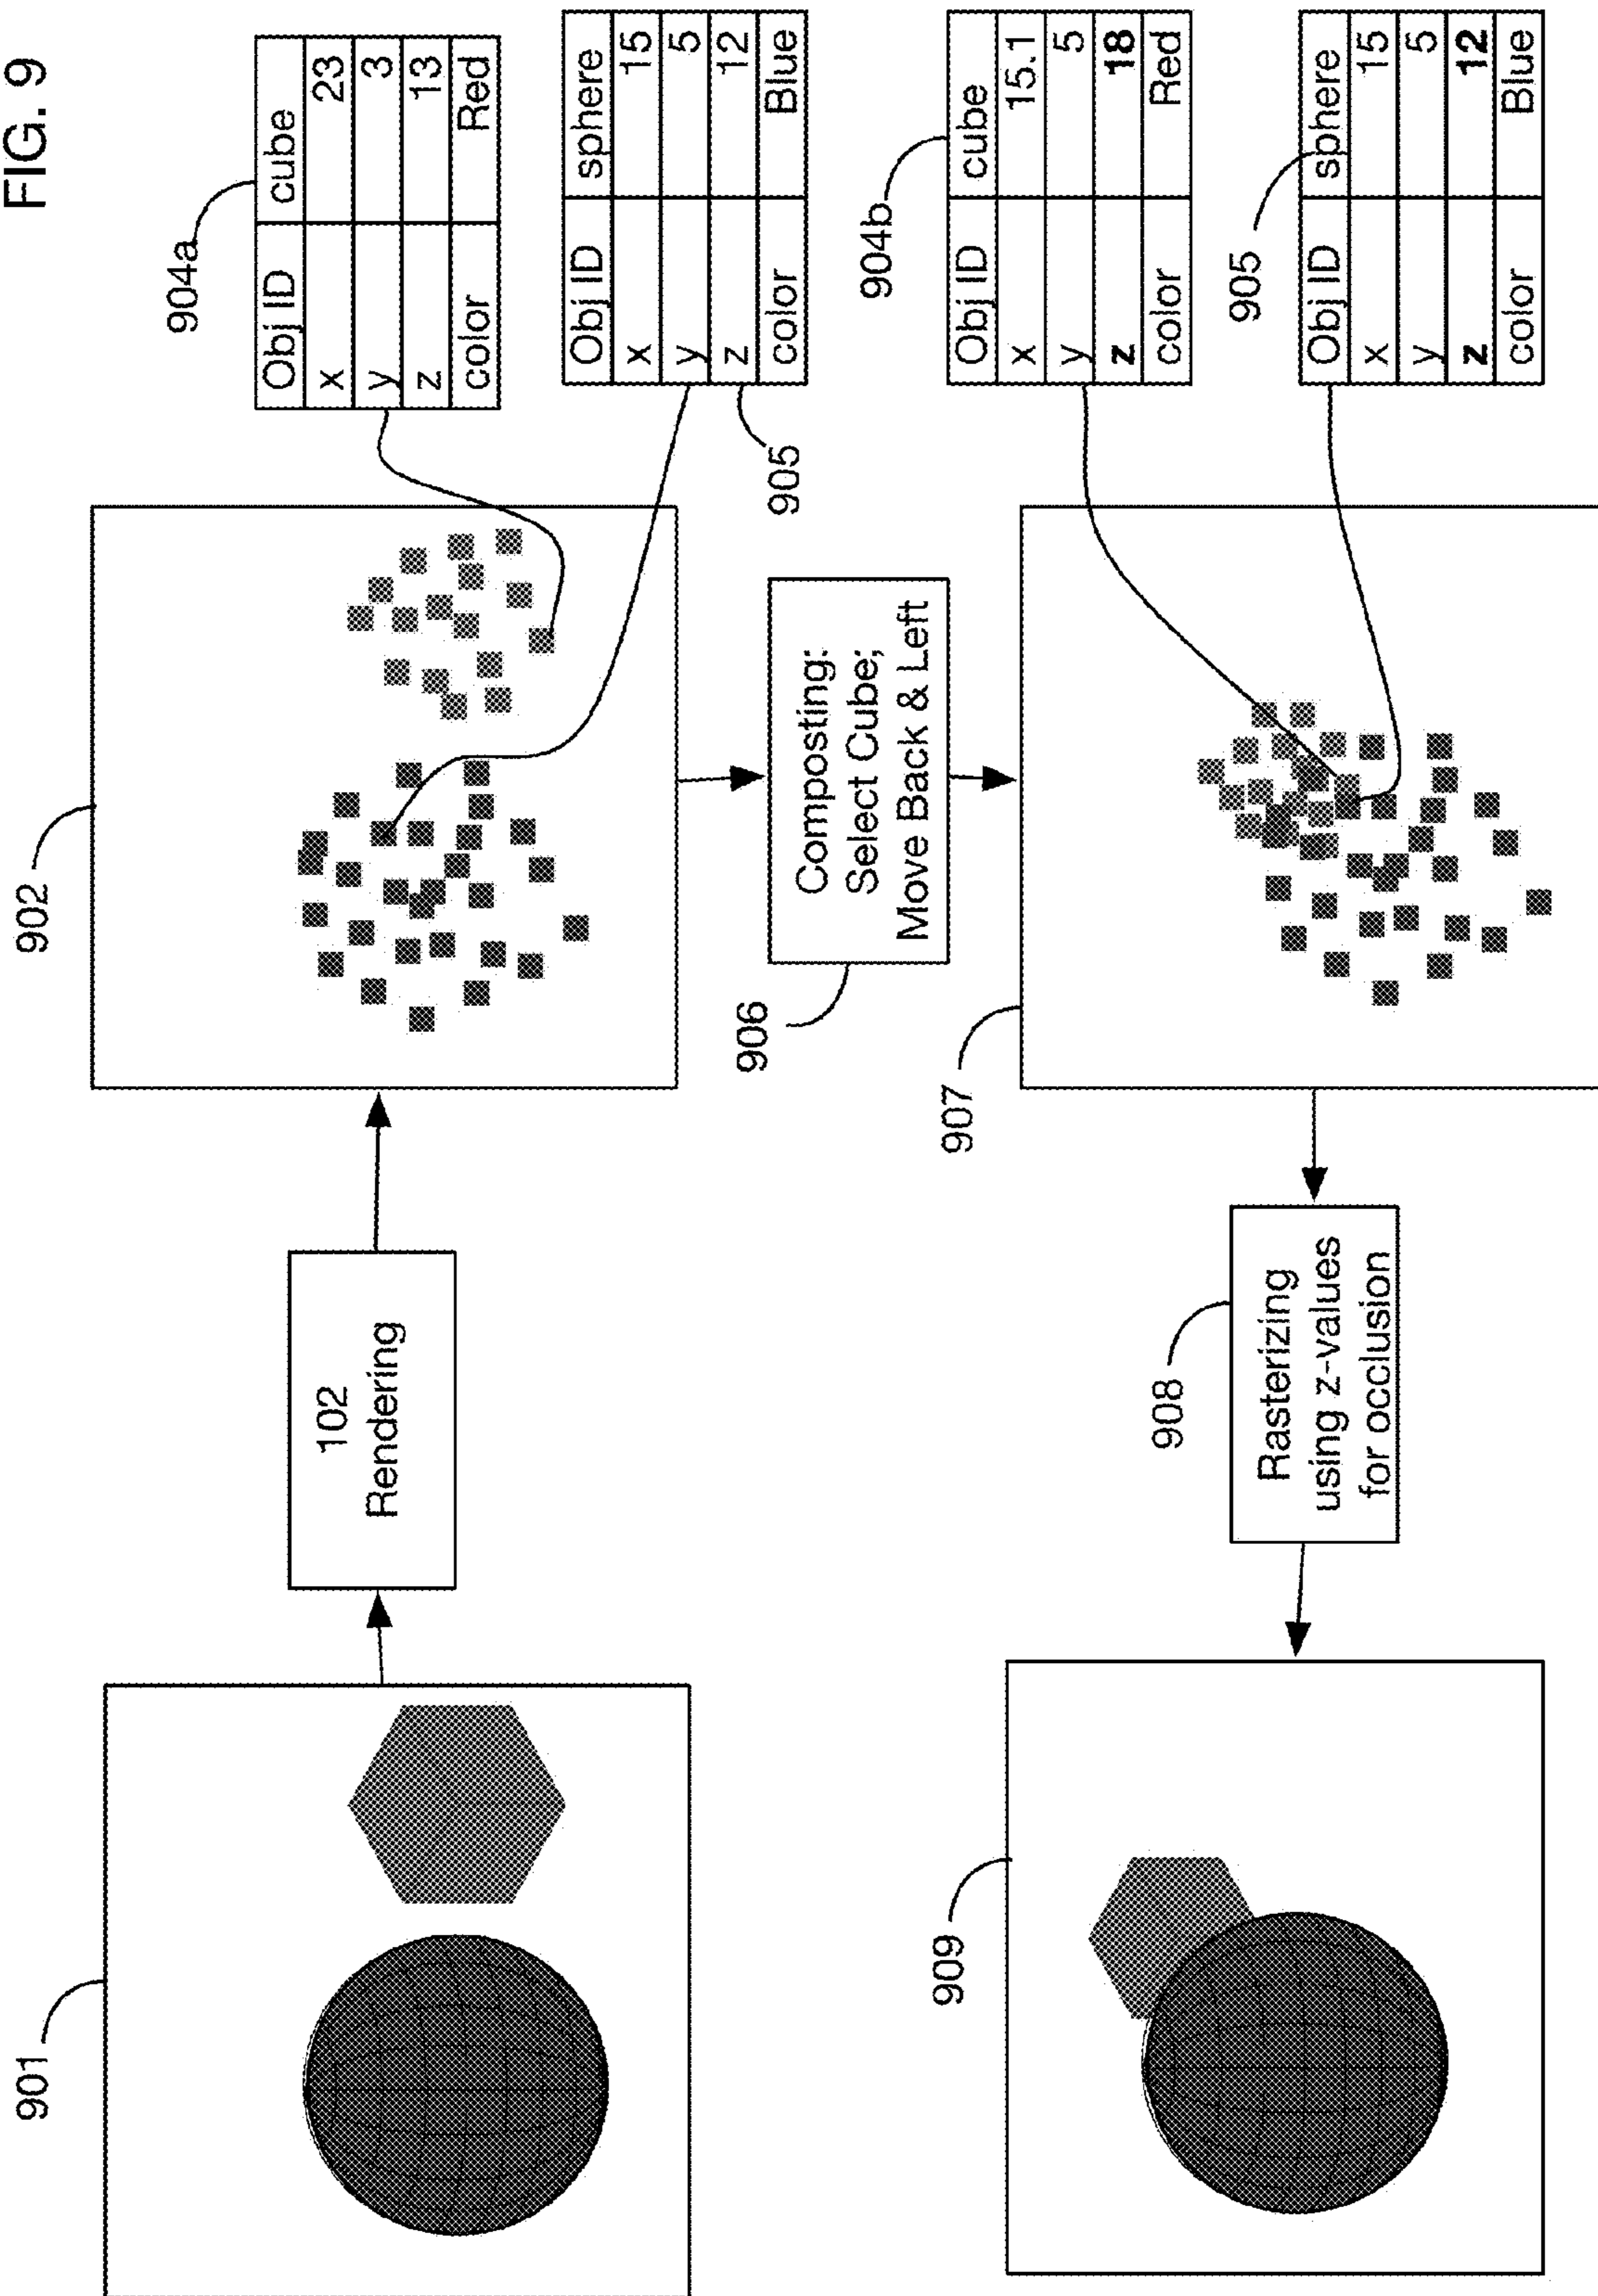 FIG. 9
901
102
Rendering
902
904a
Obj ID cube
x 23
y 3
z 13
color Red
Obj ID sphere
x 15
y 5
z 12
color Blue
905
906
Composting:
Select Cube;
Move Back & Left
907
904b
Obj ID cube
x 15.1
y 5
z 18
color Red
905
Obj ID sphere
x 15
y 5
z 12
color Blue
908
Rasterizing
using z-values
for occlusion
909